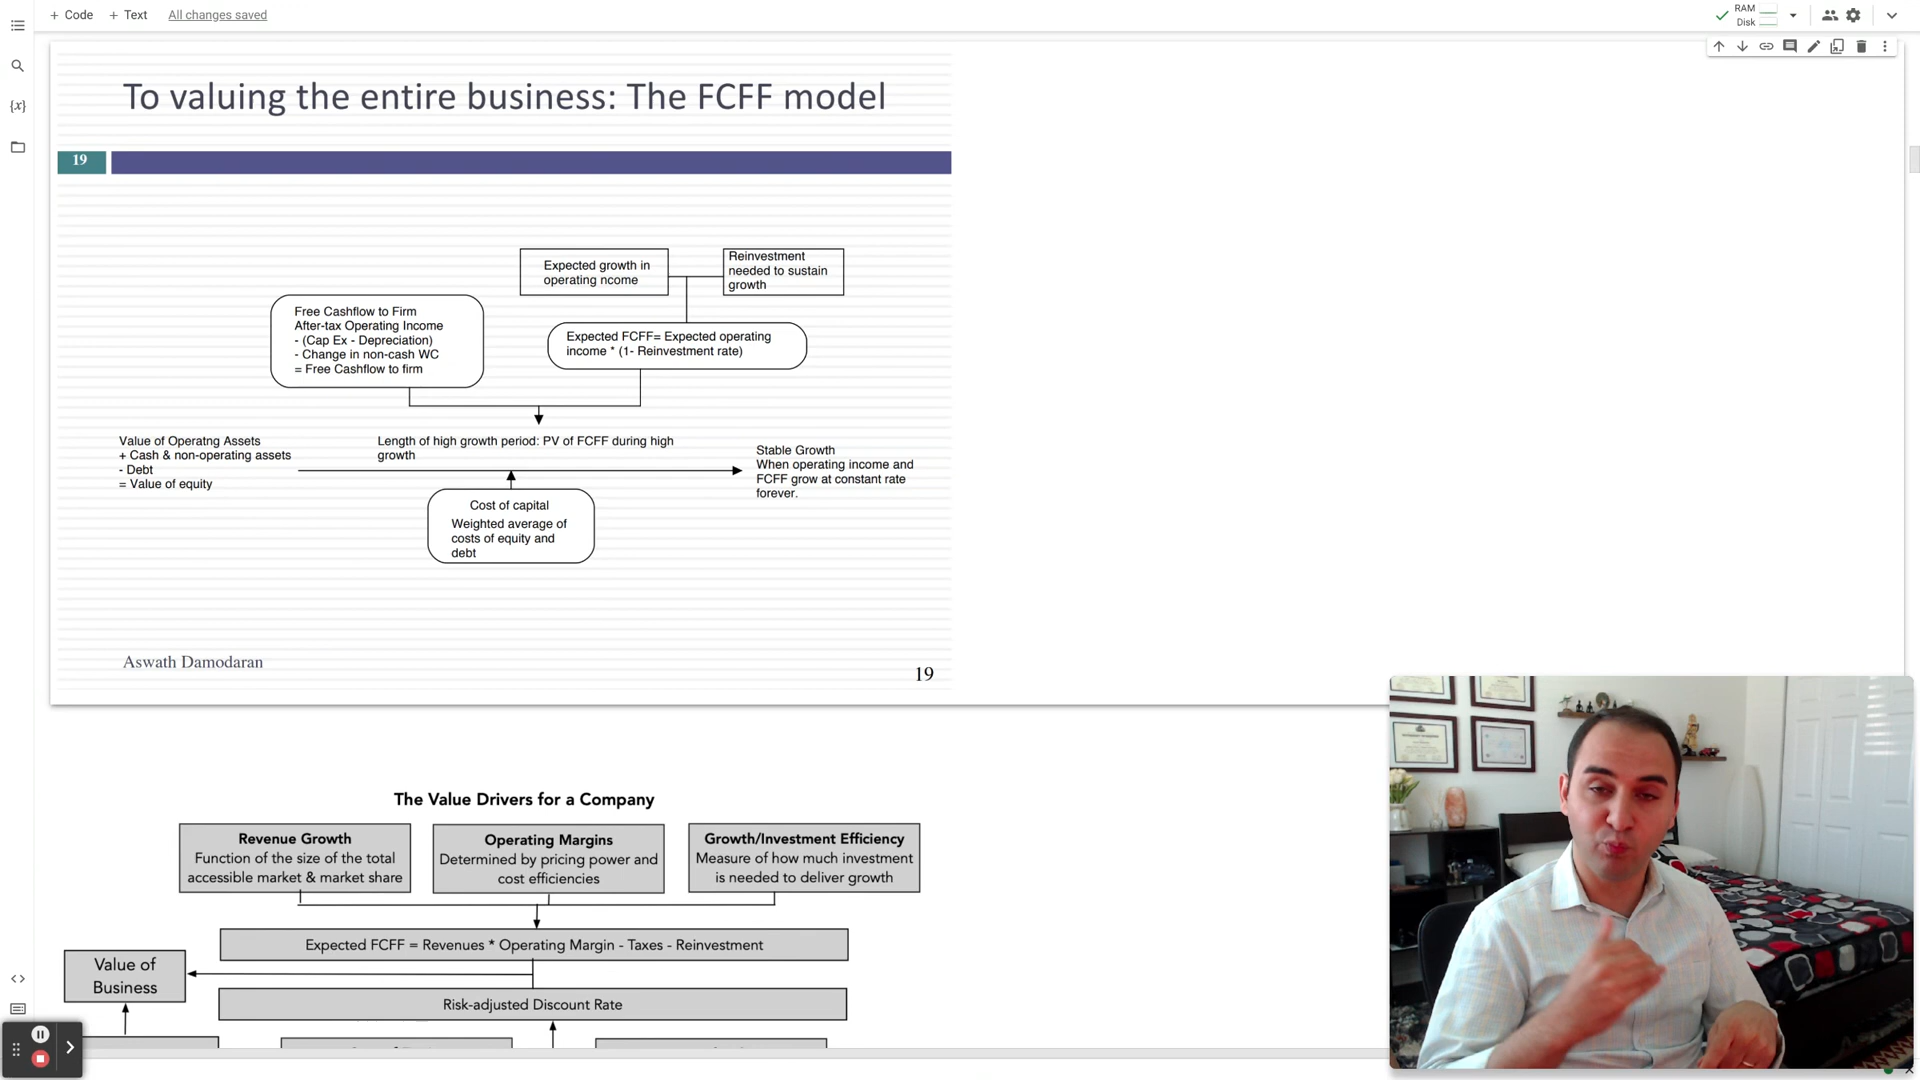 + Code + Text All changes saved
RAM
Disk
To valuing the entire business: The FCFF model
{x}
19
Expected growth in
operating ncome
Reinvestment
needed to sustain
growth
Free Cashflow to Firm
After-tax Operating Income
- (Cap Ex - Depreciation)
- Change in non-cash WC
= Free Cashflow to firm
Expected FCFF= Expected operating
income * (1- Reinvestment rate)
Value of Operatng Assets
+ Cash & non-operating assets
- Debt
= Value of equity
Length of high growth period: PV of FCFF during high
growth
Stable Growth
When operating income and
FCFF grow at constant rate
forever.
Cost of capital
Weighted average of
costs of equity and
debt
Aswath Damodaran
19
The Value Drivers for a Company
Revenue Growth
Function of the size of the total
accessible market & market share
Operating Margins
Determined by pricing power and
cost efficiencies
Growth/Investment Efficiency
Measure of how much investment
is needed to deliver growth
Expected FCFF = Revenues * Operating Margin - Taxes - Reinvestment
Value of
Business
Risk-adjusted Discount Rate